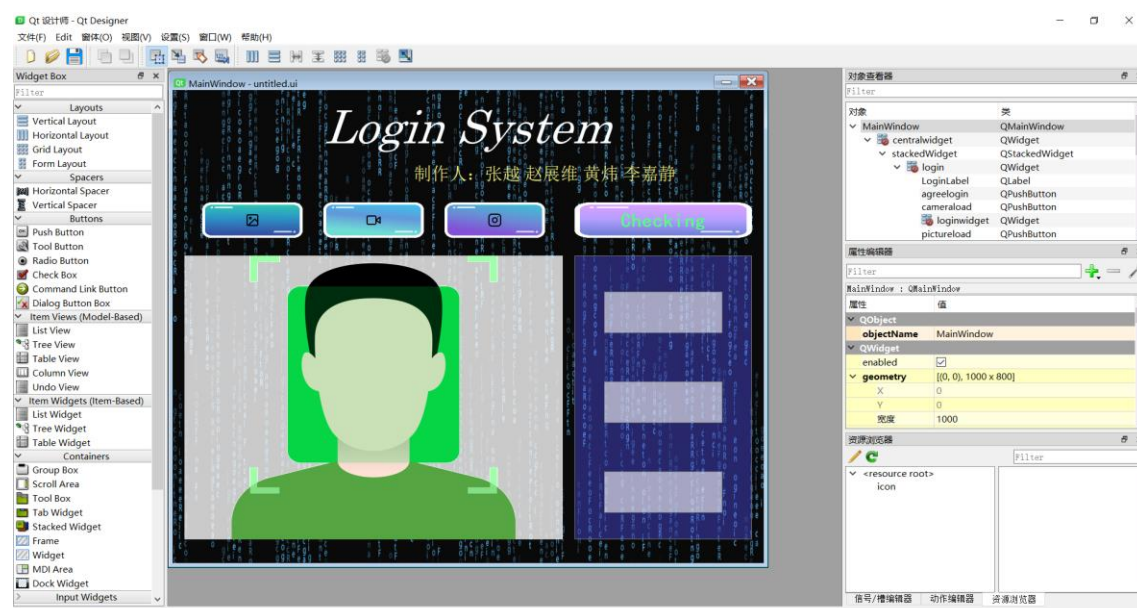 Qt 设计师 - Qt Designer
文件(F) Edit 窗体(O) 视图(V) 设置(S) 窗口(W) 帮助(H)
Widget Box
Filter
Layouts
Vertical Layout
Horizontal Layout
Grid Layout
Form Layout
Spacers
Horizontal Spacer
Vertical Spacer
Buttons
Push Button
Tool Button
Radio Button
Check Box
Command Link Button
Dialog Button Box
Item Views (Model-Based)
List View
Tree View
Table View
Column View
Undo View
Item Widgets (Item-Based)
List Widget
Tree Widget
Table Widget
Containers
Group Box
Scroll Area
Tool Box
Tab Widget
Stacked Widget
Frame
Widget
MDI Area
Dock Widget
Input Widgets
MainWindow - untitled.ui
Login System
制作人：张越 赵展维 黄炜 李嘉静
Checking
对象查看器
Filter
对象 类
MainWindow QMainWindow
centralwidget QWidget
stackedWidget QStackedWidget
login QWidget
LoginLabel QLabel
agreelogin QPushButton
cameraload QPushButton
loginwidget QWidget
pictureload QPushButton
属性编辑器
Filter
MainWindow : QMainWindow
属性 值
QObject
objectName MainWindow
QWidget
enabled
geometry [(0, 0), 1000 x 800]
X 0
Y 0
宽度 1000
资源浏览器
Filter
<resource root>
icon
信号/槽编辑器 动作编辑器 资源浏览器